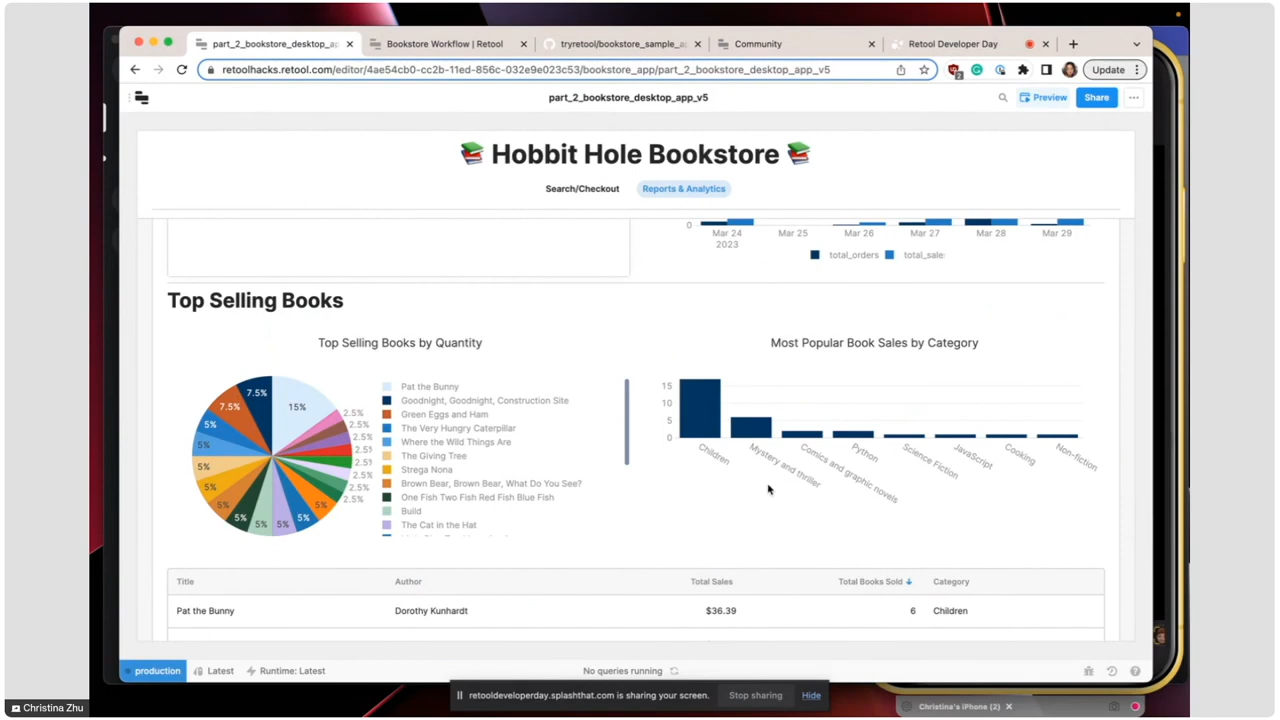 part_2_bookstore_desktop_ap
Bookstore Workflow | Retool
tryretool/bookstore_sample_a
Community
Retool Developer Day
retoolhacks.retool.com/editor/4ae54cb0-cc2b-11ed-856c-032e9e023c53/bookstore_app/part_2_bookstore_desktop_app_v5
2
Update
part_2_bookstore_desktop_app_v5
Preview
Share
📚 Hobbit Hole Bookstore 📚
Search/Checkout
Reports & Analytics
0
Mar 24
2023
Mar 25
Mar 26
Mar 27
Mar 28
Mar 29
total_orders
total_sale
Top Selling Books
Top Selling Books by Quantity
7.5%
15%
7.5%
5%
5%
5%
5%
5%
5%
5%
5%
5%
5%
2.5%
2.5%
2.5%
2.5%
2.5%
2.5%
2.5%
2.5%
Pat the Bunny
Goodnight, Goodnight, Construction Site
Green Eggs and Ham
The Very Hungry Caterpillar
Where the Wild Things Are
The Giving Tree
Strega Nona
Brown Bear, Brown Bear, What Do You See?
One Fish Two Fish Red Fish Blue Fish
Build
The Cat in the Hat
Most Popular Book Sales by Category
15
10
5
0
Children
Mystery and thriller
Comics and graphic novels
Python
Science Fiction
JavaScript
Cooking
Non-fiction
Title
Author
Total Sales
Total Books Sold
Category
Pat the Bunny
Dorothy Kunhardt
$36.39
6
Children
production
Latest
Runtime: Latest
No queries running
retooldeveloperday.splashthat.com is sharing your screen.
Stop sharing
Hide
Christina's iPhone (2)
Christina Zhu